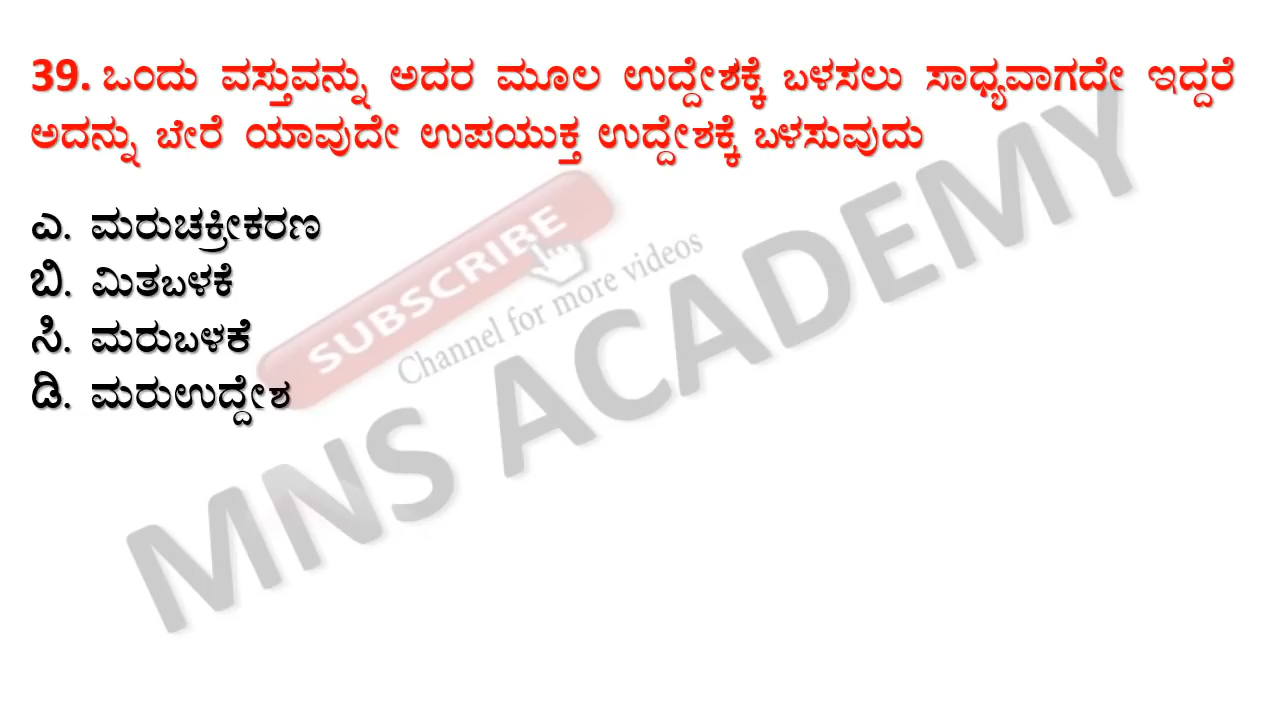 39. ಒಂದು ವಸ್ತುವನ್ನು ಅದರ ಮೂಲ ಉದ್ದೇಶಕ್ಕೆ ಬಳಸಲು ಸಾಧ್ಯವಾಗದೇ ಇದ್ದರೆ
ಅದನ್ನು ಬೇರೆ ಯಾವುದೇ ಉಪಯುಕ್ತ ಉದ್ದೇಶಕ್ಕೆ ಬಳಸುವುದು
ಎ. ಮರುಚಕ್ರೀಕರಣ
ಬಿ. ಮಿತಬಳಕೆ
ಸಿ. ಮರುಬಳಕೆ
ಡಿ. ಮರುಉದ್ದೇಶ
SUBSCRIBE
Channel for more videos
MNS ACADEMY